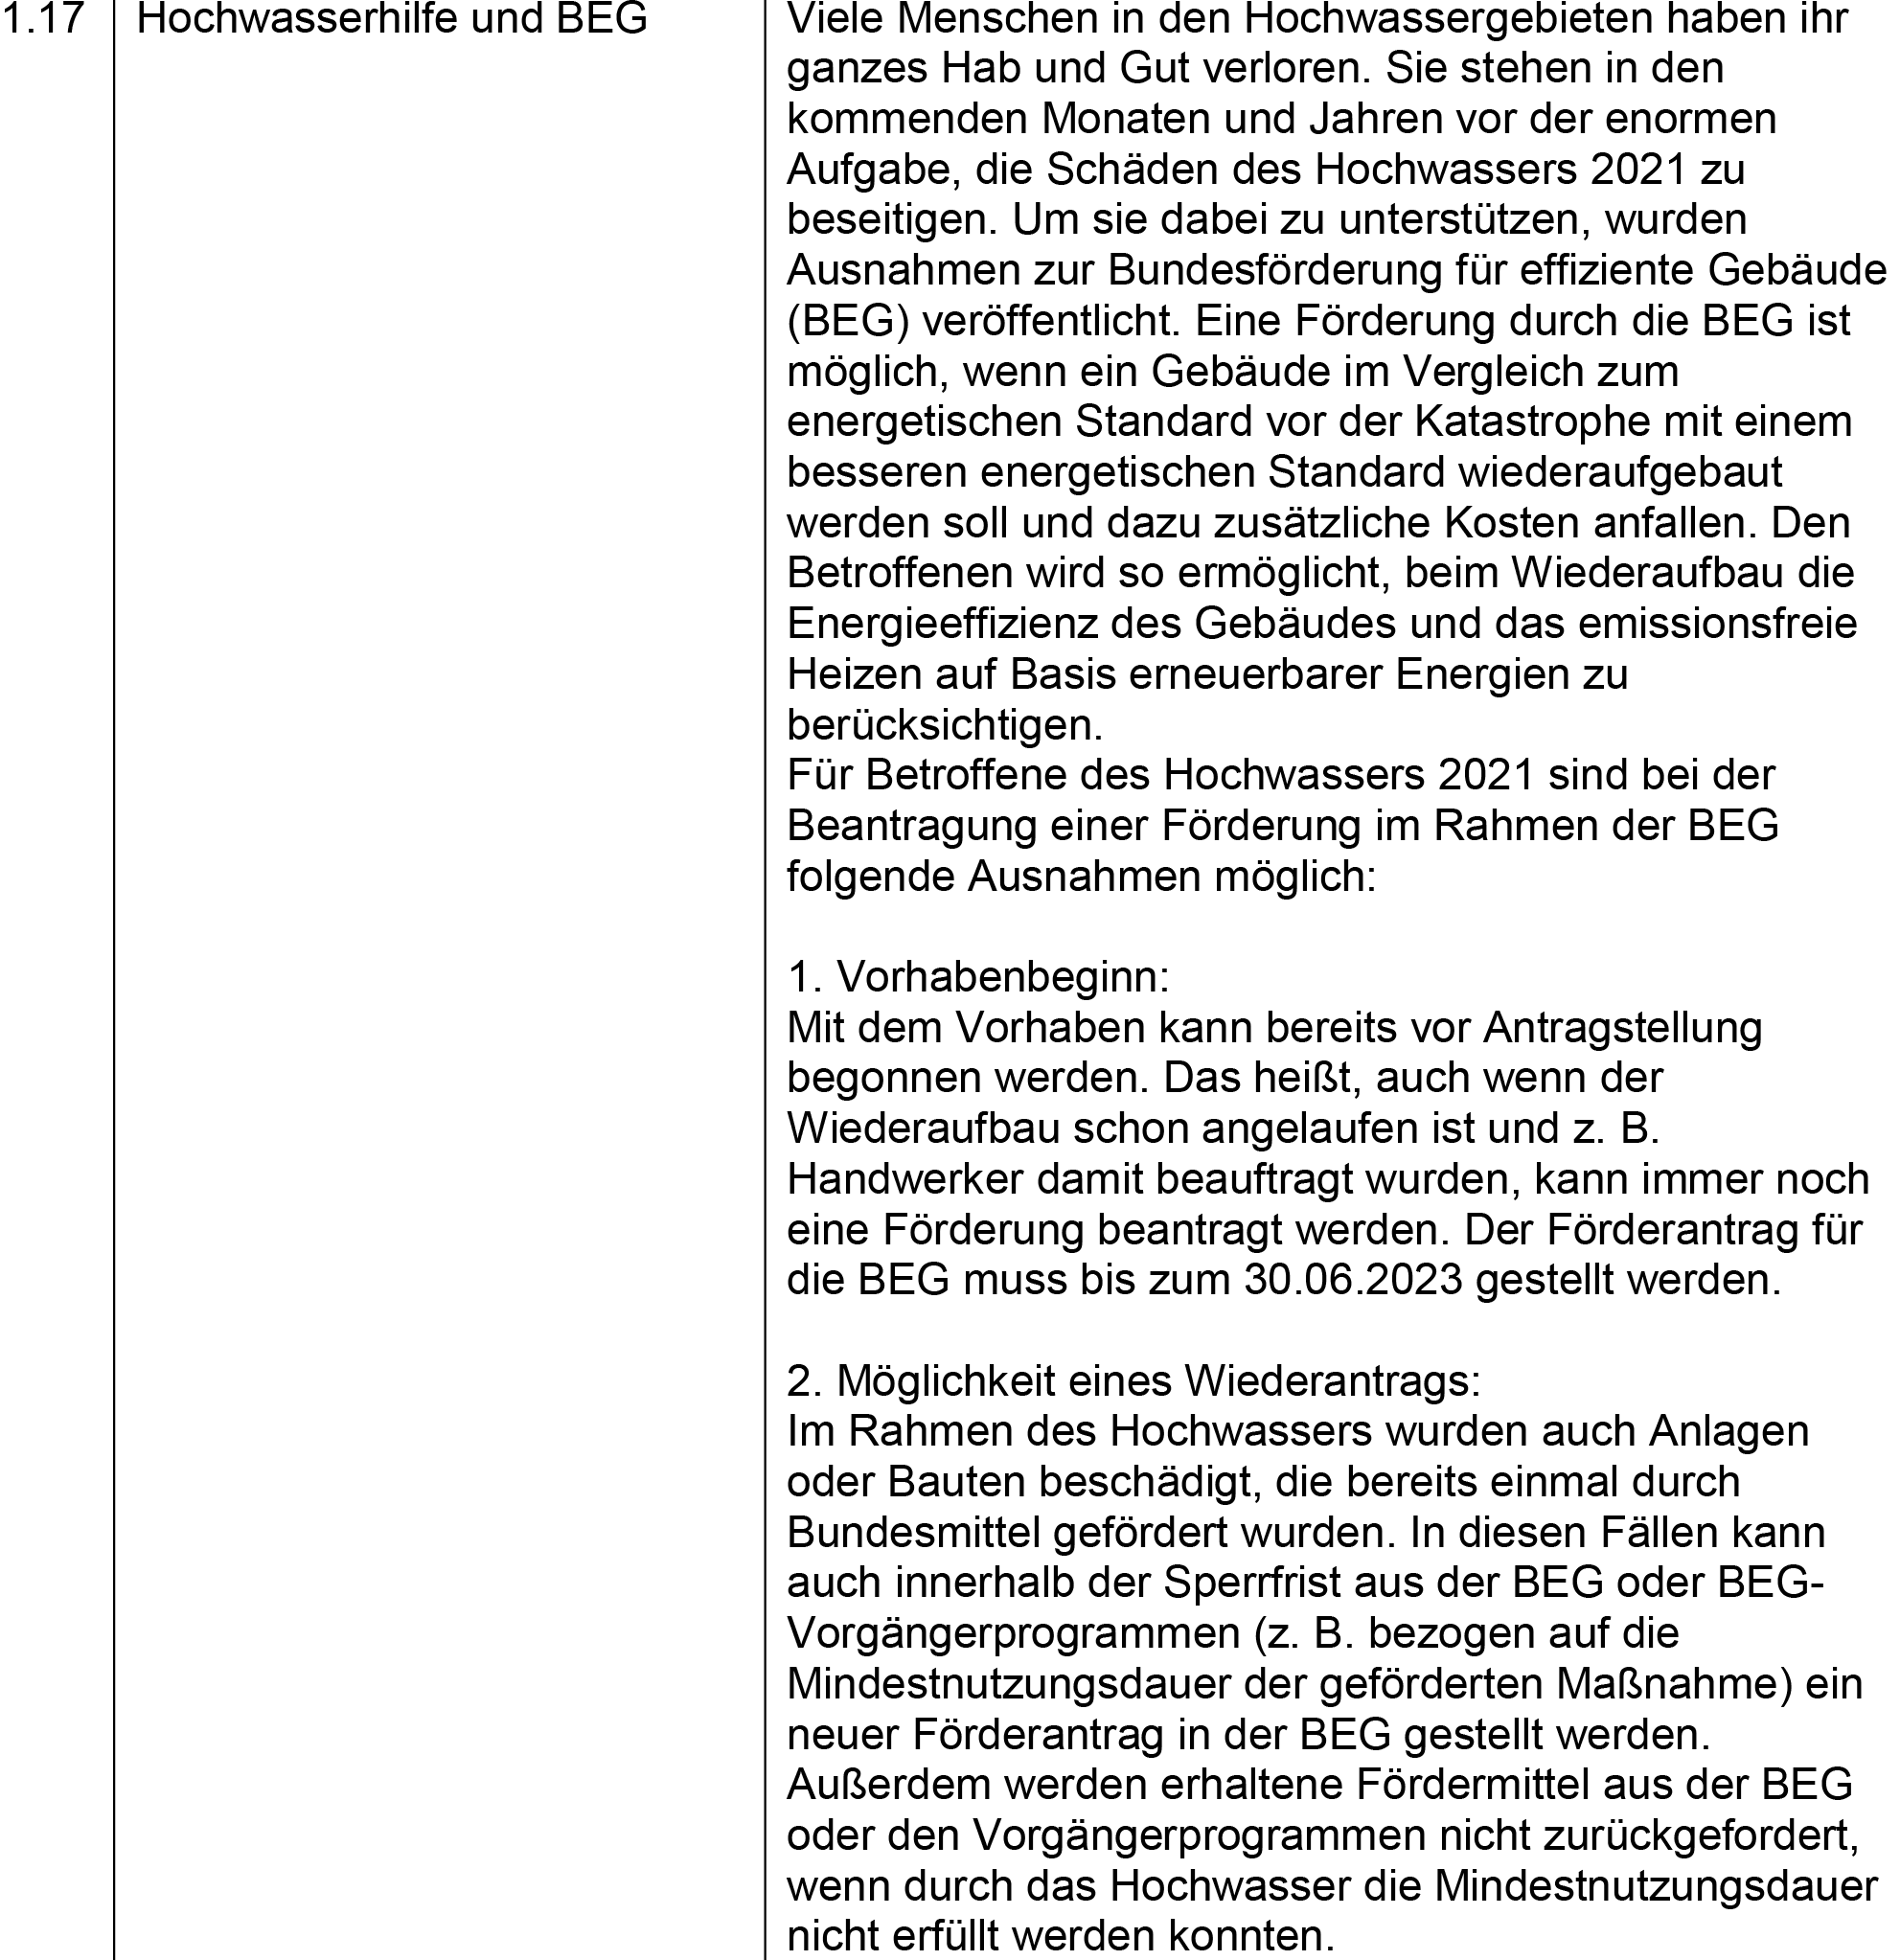 1.17
Hochwasserhilfe und BEG
Viele Menschen in den Hochwassergebieten haben ihr
ganzes Hab und Gut verloren. Sie stehen in den
kommenden Monaten und Jahren vor der enormen
Aufgabe, die Schäden des Hochwassers 2021 zu
beseitigen. Um sie dabei zu unterstützen, wurden
Ausnahmen zur Bundesförderung für effiziente Gebäude
(BEG) veröffentlicht. Eine Förderung durch die BEG ist
möglich, wenn ein Gebäude im Vergleich zum
energetischen Standard vor der Katastrophe mit einem
besseren energetischen Standard wiederaufgebaut
werden soll und dazu zusätzliche Kosten anfallen. Den
Betroffenen wird so ermöglicht, beim Wiederaufbau die
Energieeffizienz des Gebäudes und das emissionsfreie
Heizen auf Basis erneuerbarer Energien zu
berücksichtigen.
Für Betroffene des Hochwassers 2021 sind bei der
Beantragung einer Förderung im Rahmen der BEG
folgende Ausnahmen möglich:
1. Vorhabenbeginn:
Mit dem Vorhaben kann bereits vor Antragstellung
begonnen werden. Das heißt, auch wenn der
Wiederaufbau schon angelaufen ist und z. B.
Handwerker damit beauftragt wurden, kann immer noch
eine Förderung beantragt werden. Der Förderantrag für
die BEG muss bis zum 30.06.2023 gestellt werden.
2. Möglichkeit eines Wiederantrags:
Im Rahmen des Hochwassers wurden auch Anlagen
oder Bauten beschädigt, die bereits einmal durch
Bundesmittel gefördert wurden. In diesen Fällen kann
auch innerhalb der Sperrfrist aus der BEG oder BEG-
Vorgängerprogrammen (z. B. bezogen auf die
Mindestnutzungsdauer der geförderten Maßnahme) ein
neuer Förderantrag in der BEG gestellt werden.
Außerdem werden erhaltene Fördermittel aus der BEG
oder den Vorgängerprogrammen nicht zurückgefordert,
wenn durch das Hochwasser die Mindestnutzungsdauer
nicht erfüllt werden konnten.